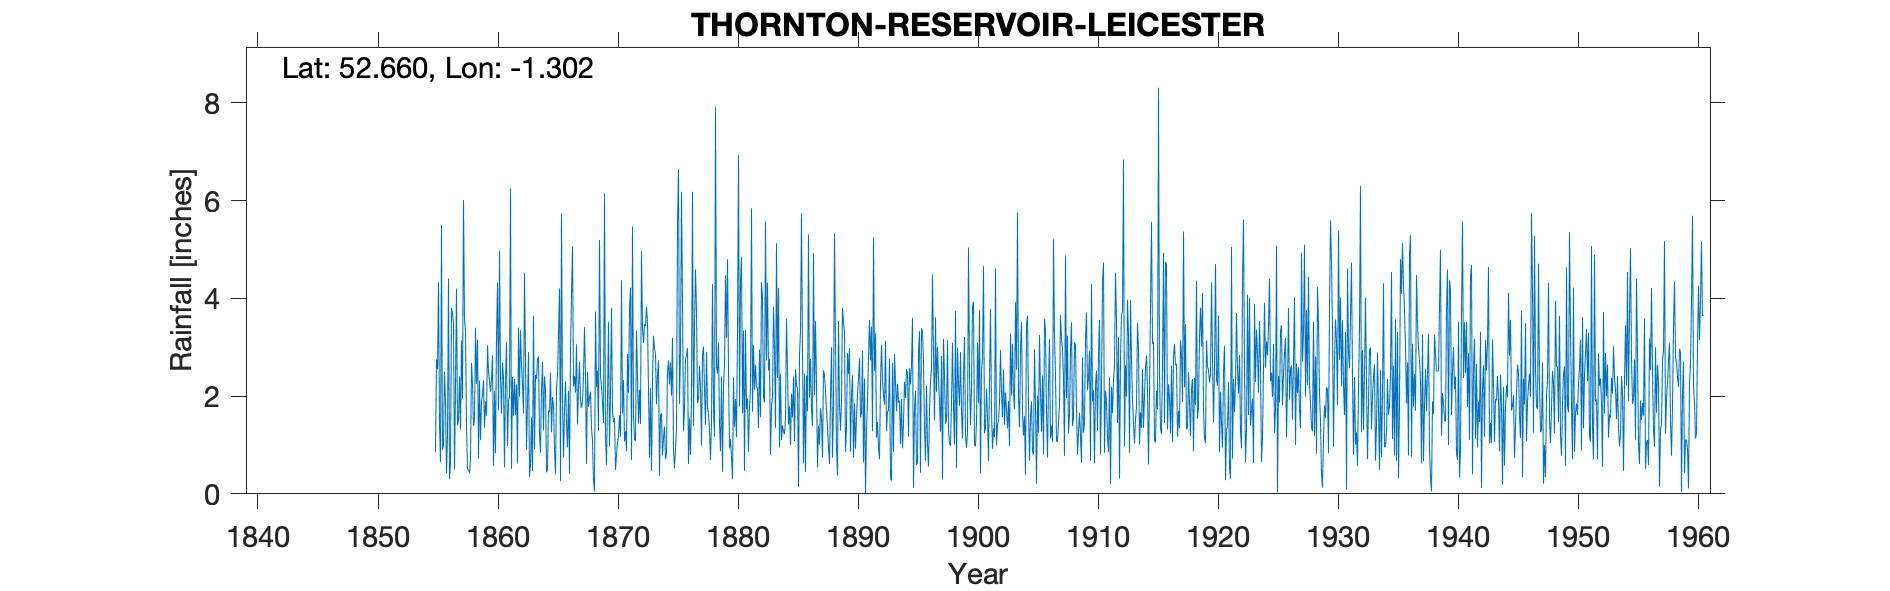 THORNTON-RESERVOIR-LEICESTER
Lat: 52.660, Lon: -1.302
8
6
4
2
0
Rainfall [inches]
1840 1850 1860 1870 1880 1890 1900 1910 1920 1930 1940 1950 1960
Year